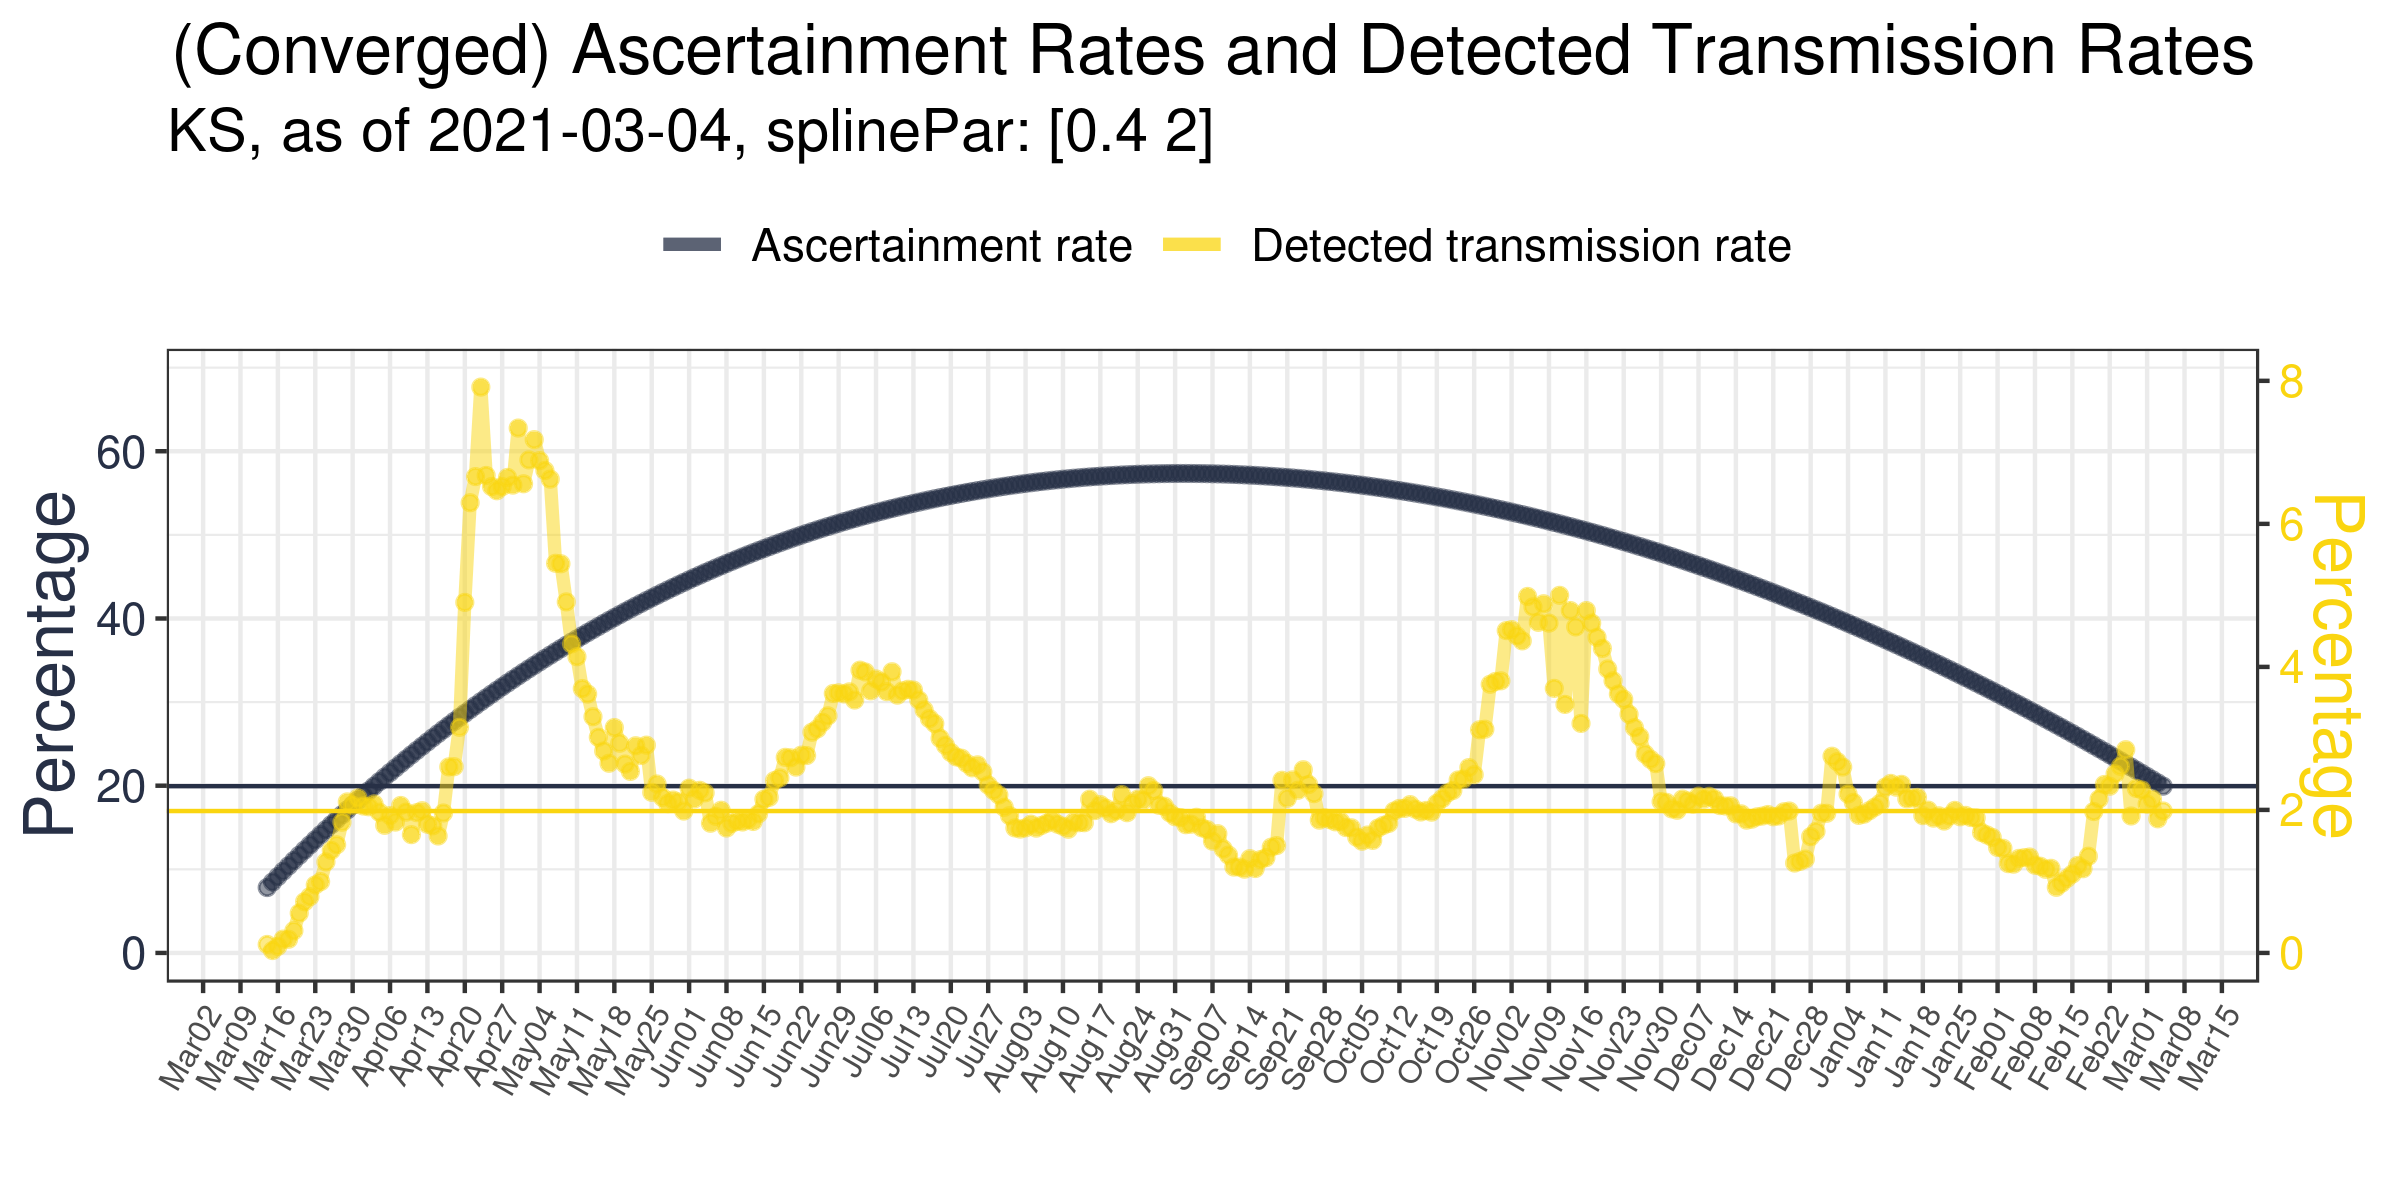 (Converged) Ascertainment Rates and Detected Transmission Rates
KS, as of 2021-03-04, splinePar: [0.4 2]
Ascertainment rate Detected transmission rate
Percentage
60
40
20
0
8
6
4
2
0
Percentage
Mar02 Mar09 Mar16 Mar23 Mar30 Apr06 Apr13 Apr20 Apr27 May04 May11 May18 May25 Jun01 Jun08 Jun15 Jun22 Jun29 Jul06 Jul13 Jul20 Jul27 Aug03 Aug10 Aug17 Aug24 Aug31 Sep07 Sep14 Sep21 Sep28 Oct05 Oct12 Oct19 Oct26 Nov02 Nov09 Nov16 Nov23 Nov30 Dec07 Dec14 Dec21 Dec28 Jan04 Jan11 Jan18 Jan25 Feb01 Feb08 Feb15 Feb22 Mar01 Mar08 Mar15